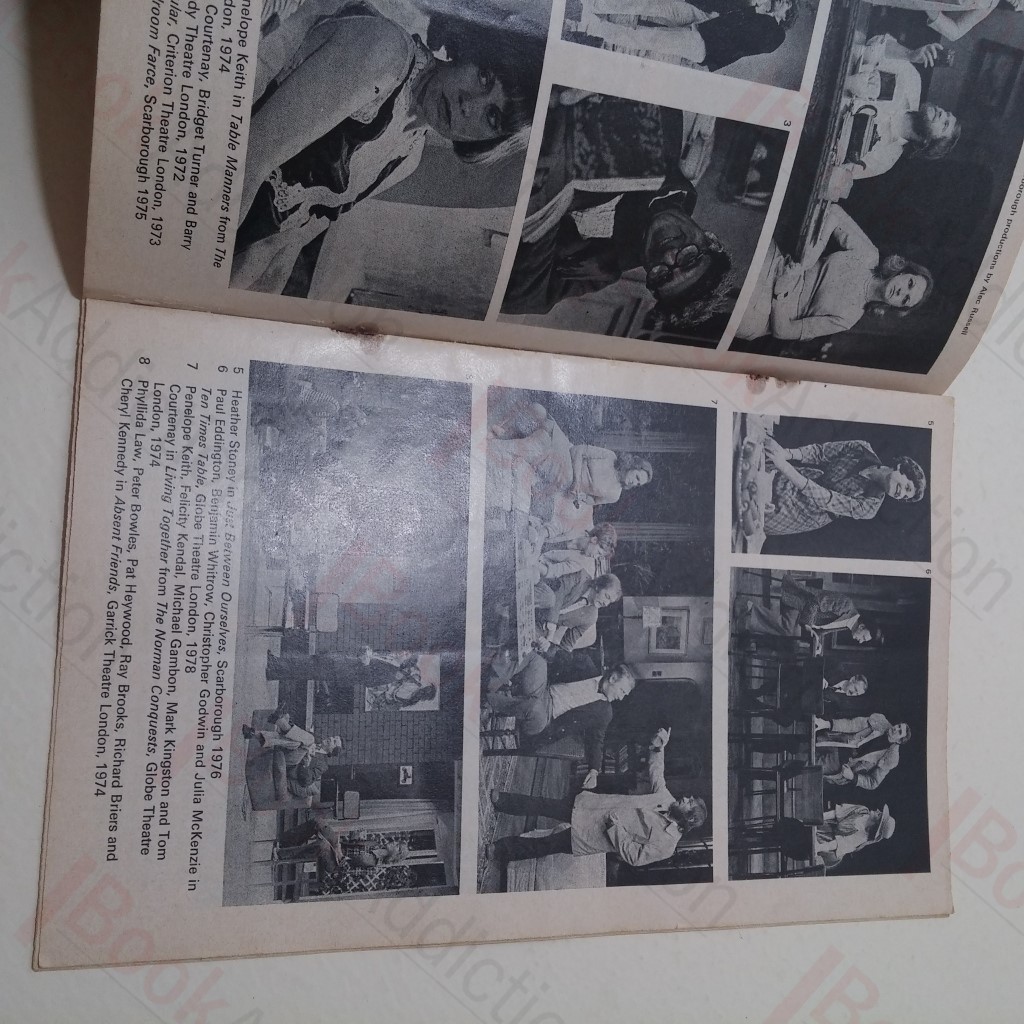 enelope Keith in Table Manners from The
don, 1974
Courtenay, Bridget Turner and Barry
dy Theatre London, 1972
ular, Criterion Theatre London, 1973
room Farce, Scarborough 1975
3
orough productions by Alec Russell
5
6
7
5 Heather Stoney in Just Between Ourselves, Scarborough 1976
6 Paul Eddington, Benjamin Whitrow, Christopher Godwin and Julia McKenzie in
Ten Times Table, Globe Theatre London, 1978
7 Penelope Keith, Felicity Kendal, Michael Gambon, Mark Kingston and Tom
Courtenay in Living Together from The Norman Conquests, Globe Theatre
London, 1974
8 Phyllida Law, Peter Bowles, Pat Heywood, Ray Brooks, Richard Briers and
Cheryl Kennedy in Absent Friends, Garrick Theatre London, 1974
BookAddiction